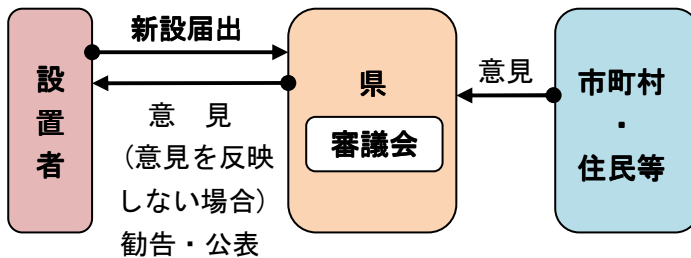 設置者
新設届出
意 見
(意見を反映
しない場合)
勧告・公表
県
審議会
意見
市町村
・
住民等